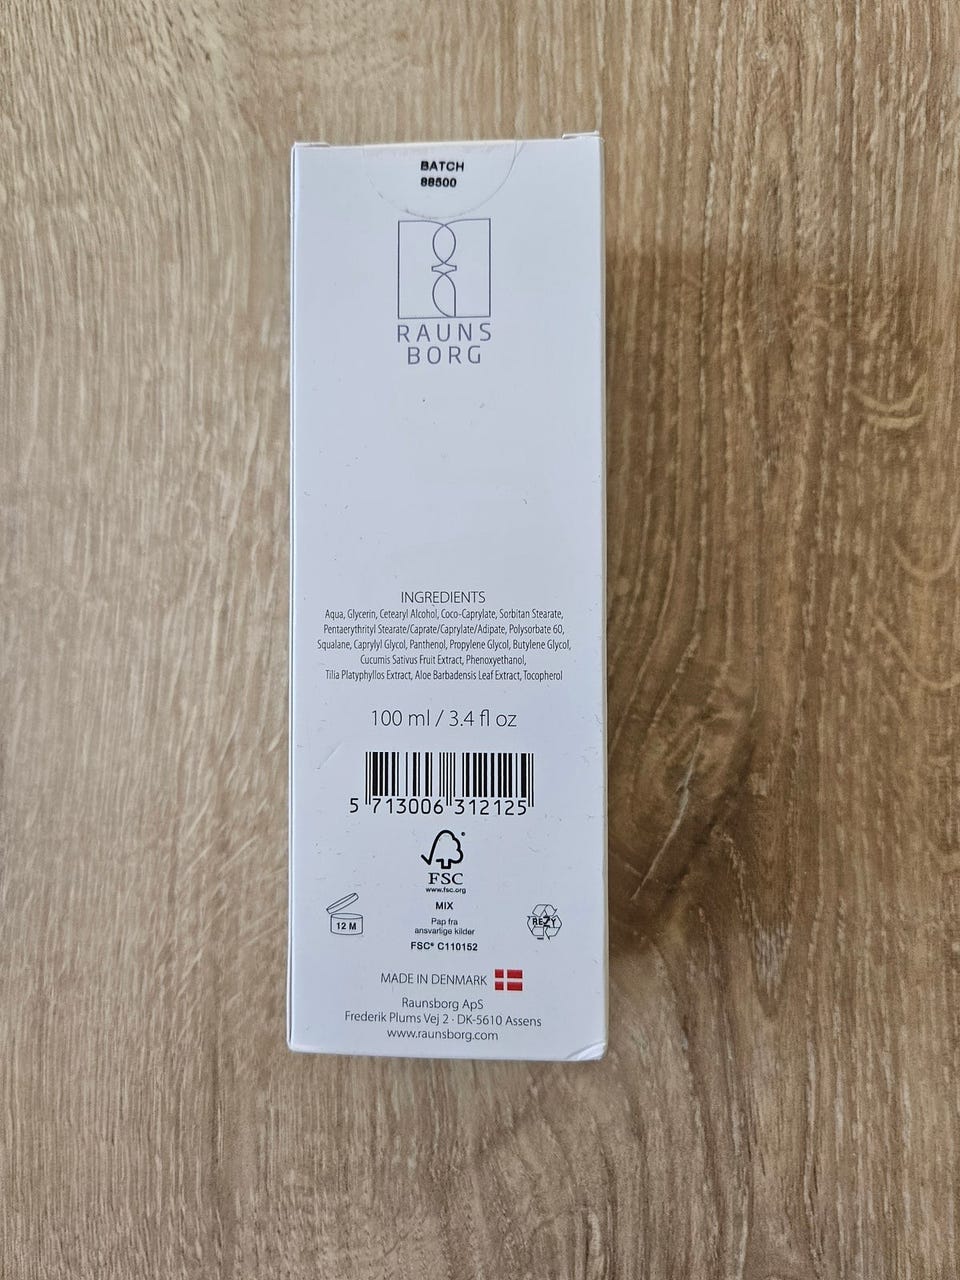 BATCH
88500
RAUNS
BORG
INGREDIENTS
Aqua, Glycerin, Cetearyl Alcohol, Coco-Caprylate, Sorbitan Stearate,
Pentaerythrityl Stearate/Caprate/Caprylate/Adipate, Polysorbate 60,
Squalane, Caprylyl Glycol, Panthenol, Propylene Glycol, Butylene Glycol,
Cucumis Sativus Fruit Extract, Phenoxyethanol,
Tilia Platyphyllos Extract, Aloe Barbadensis Leaf Extract, Tocopherol
100 ml / 3.4 fl oz
5 713006 312125
FSC
www.fsc.org
MIX
Pap fra
ansvarlige kilder
FSC® C110152
12 M
REZY
MADE IN DENMARK
Raunsborg ApS
Frederik Plums Vej 2 · DK-5610 Assens
www.raunsborg.com